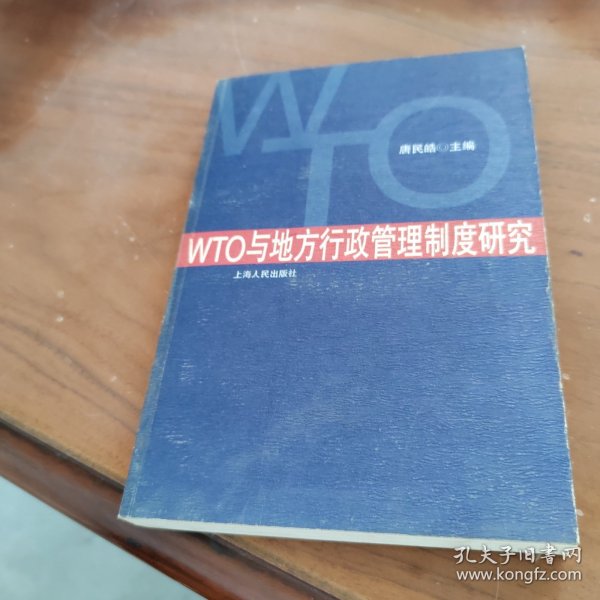 WTO
唐民皓◎主编
WTO与地方行政管理制度研究
上海人民出版社
孔夫子旧书网
www.kongfz.com